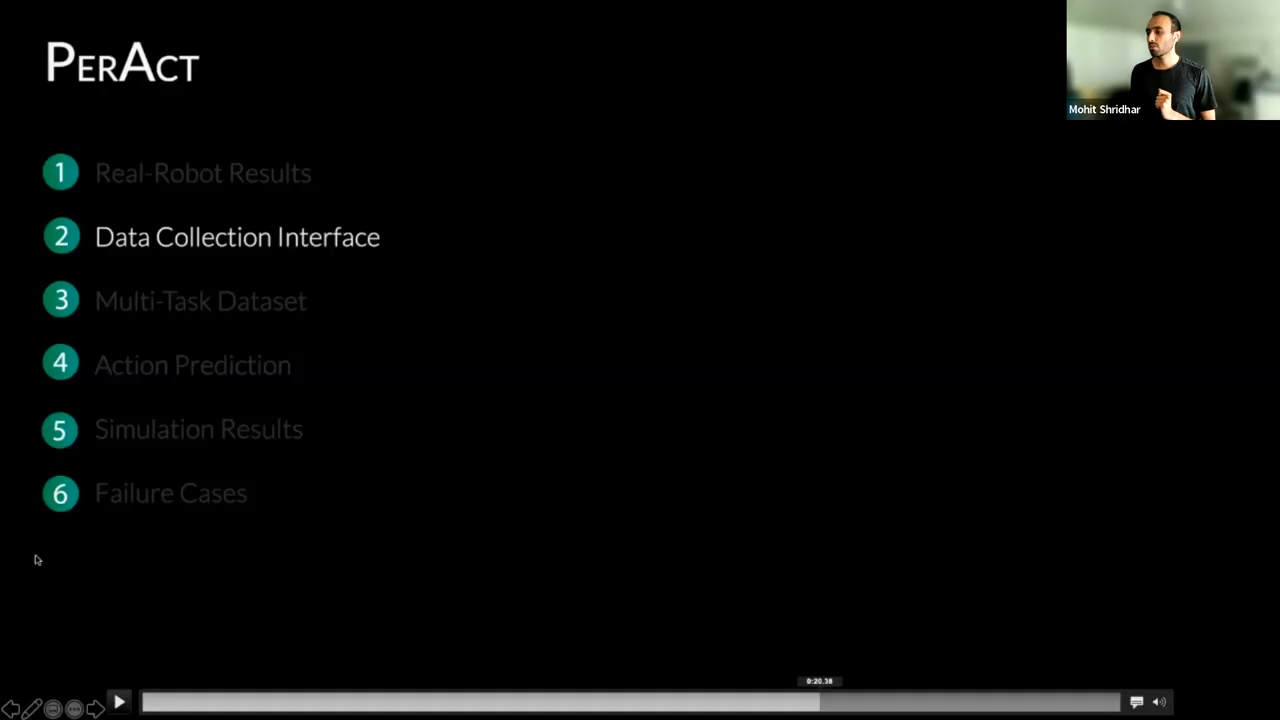 PERACT
Mohit Shridhar
1 Real-Robot Results
2 Data Collection Interface
3 Multi-Task Dataset
4 Action Prediction
5 Simulation Results
6 Failure Cases
0:20.38